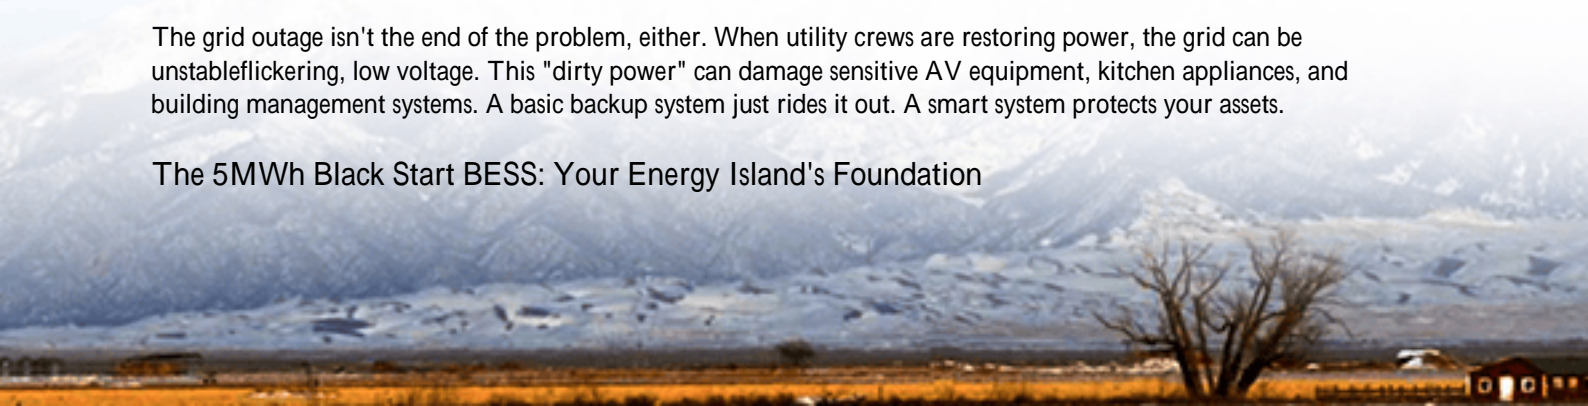 The grid outage isn't the end of the problem, either. When utility crews are restoring power, the grid can be
unstableflickering, low voltage. This "dirty power" can damage sensitive AV equipment, kitchen appliances, and
building management systems. A basic backup system just rides it out. A smart system protects your assets.
The 5MWh Black Start BESS: Your Energy Island's Foundation